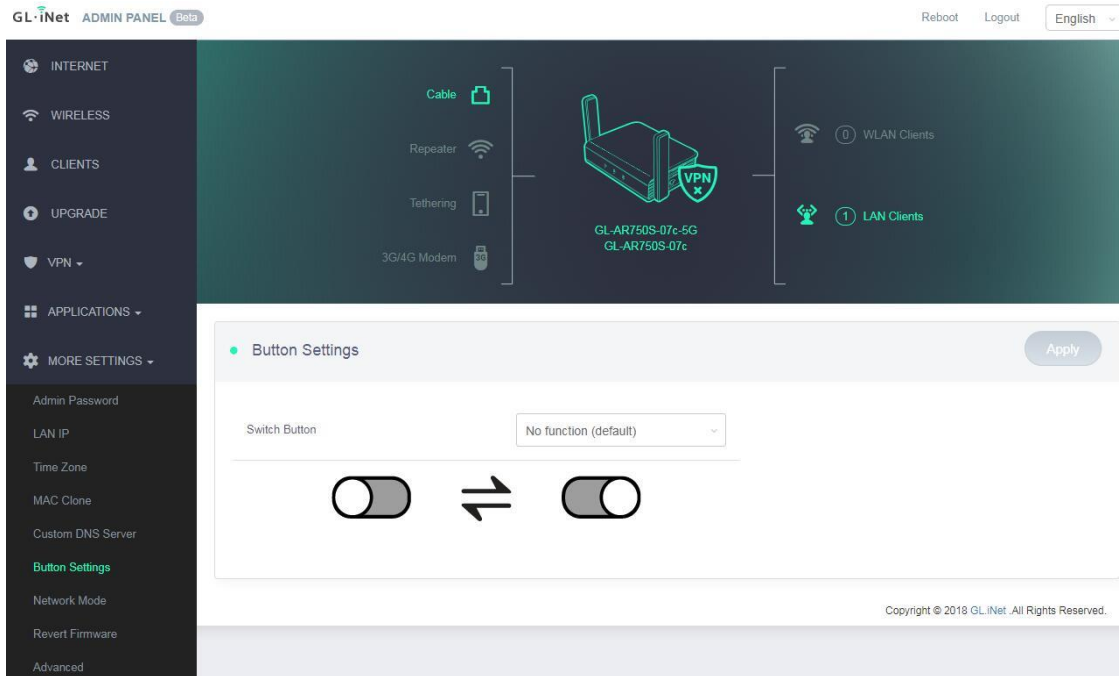 GL·iNet ADMIN PANEL Beta
Reboot Logout English
INTERNET
WIRELESS
CLIENTS
UPGRADE
VPN
APPLICATIONS
MORE SETTINGS
Admin Password
LAN IP
Time Zone
MAC Clone
Custom DNS Server
Button Settings
Network Mode
Revert Firmware
Advanced
Cable
Repeater
Tethering
3G/4G Modem 3G
VPN
GL-AR750S-07c-5G
GL-AR750S-07c
0 WLAN Clients
1 LAN Clients
Button Settings Apply
Switch Button No function (default)
Copyright © 2018 GL.iNet .All Rights Reserved.